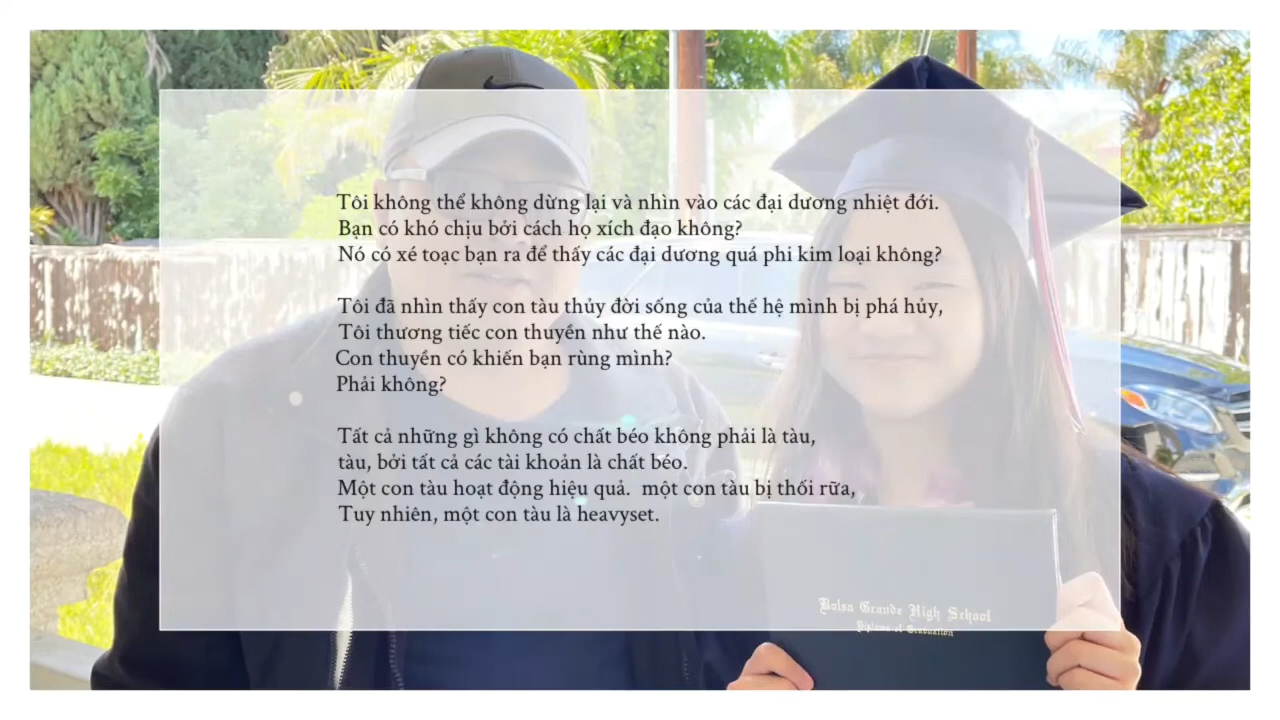 Tôi không thể không dừng lại và nhìn vào các đại dương nhiệt đới.
Bạn có khó chịu bởi cách họ xích đạo không?
Nó có xé toạc bạn ra để thấy các đại dương quá phi kim loại không?
Tôi đã nhìn thấy con tàu thủy đời sống của thế hệ mình bị phá hủy,
Tôi thương tiếc con thuyền như thế nào.
Con thuyền có khiến bạn rùng mình?
Phải không?
Tất cả những gì không có chất béo không phải là tàu,
tàu, bởi tất cả các tài khoản là chất béo.
Một con tàu hoạt động hiệu quả. một con tàu bị thối rữa,
Tuy nhiên, một con tàu là heavyset.
Bolsa Grande High School
Diploma of Graduation